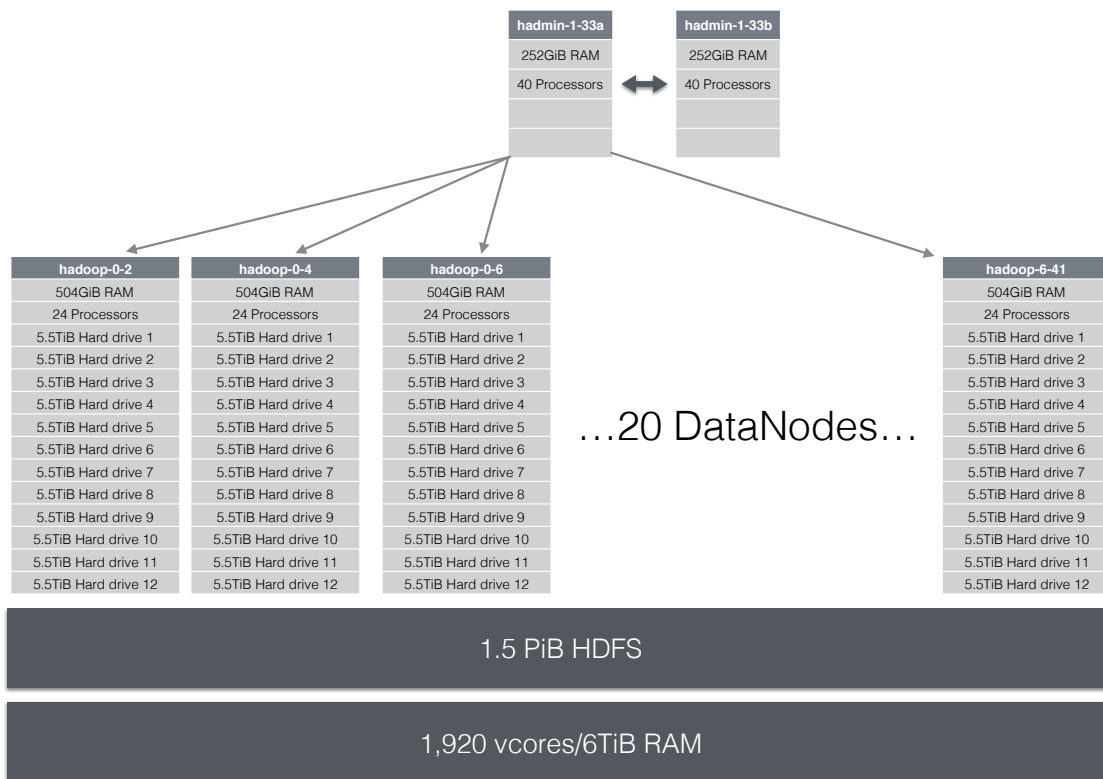 hadmin-1-33a
252GiB RAM
40 Processors
hadmin-1-33b
252GiB RAM
40 Processors
hadoop-0-2
504GiB RAM
24 Processors
5.5TiB Hard drive 1
5.5TiB Hard drive 2
5.5TiB Hard drive 3
5.5TiB Hard drive 4
5.5TiB Hard drive 5
5.5TiB Hard drive 6
5.5TiB Hard drive 7
5.5TiB Hard drive 8
5.5TiB Hard drive 9
5.5TiB Hard drive 10
5.5TiB Hard drive 11
5.5TiB Hard drive 12
hadoop-0-4
504GiB RAM
24 Processors
5.5TiB Hard drive 1
5.5TiB Hard drive 2
5.5TiB Hard drive 3
5.5TiB Hard drive 4
5.5TiB Hard drive 5
5.5TiB Hard drive 6
5.5TiB Hard drive 7
5.5TiB Hard drive 8
5.5TiB Hard drive 9
5.5TiB Hard drive 10
5.5TiB Hard drive 11
5.5TiB Hard drive 12
hadoop-0-6
504GiB RAM
24 Processors
5.5TiB Hard drive 1
5.5TiB Hard drive 2
5.5TiB Hard drive 3
5.5TiB Hard drive 4
5.5TiB Hard drive 5
5.5TiB Hard drive 6
5.5TiB Hard drive 7
5.5TiB Hard drive 8
5.5TiB Hard drive 9
5.5TiB Hard drive 10
5.5TiB Hard drive 11
5.5TiB Hard drive 12
...20 DataNodes...
hadoop-6-41
504GiB RAM
24 Processors
5.5TiB Hard drive 1
5.5TiB Hard drive 2
5.5TiB Hard drive 3
5.5TiB Hard drive 4
5.5TiB Hard drive 5
5.5TiB Hard drive 6
5.5TiB Hard drive 7
5.5TiB Hard drive 8
5.5TiB Hard drive 9
5.5TiB Hard drive 10
5.5TiB Hard drive 11
5.5TiB Hard drive 12
1.5 PiB HDFS
1,920 vcores/6TiB RAM